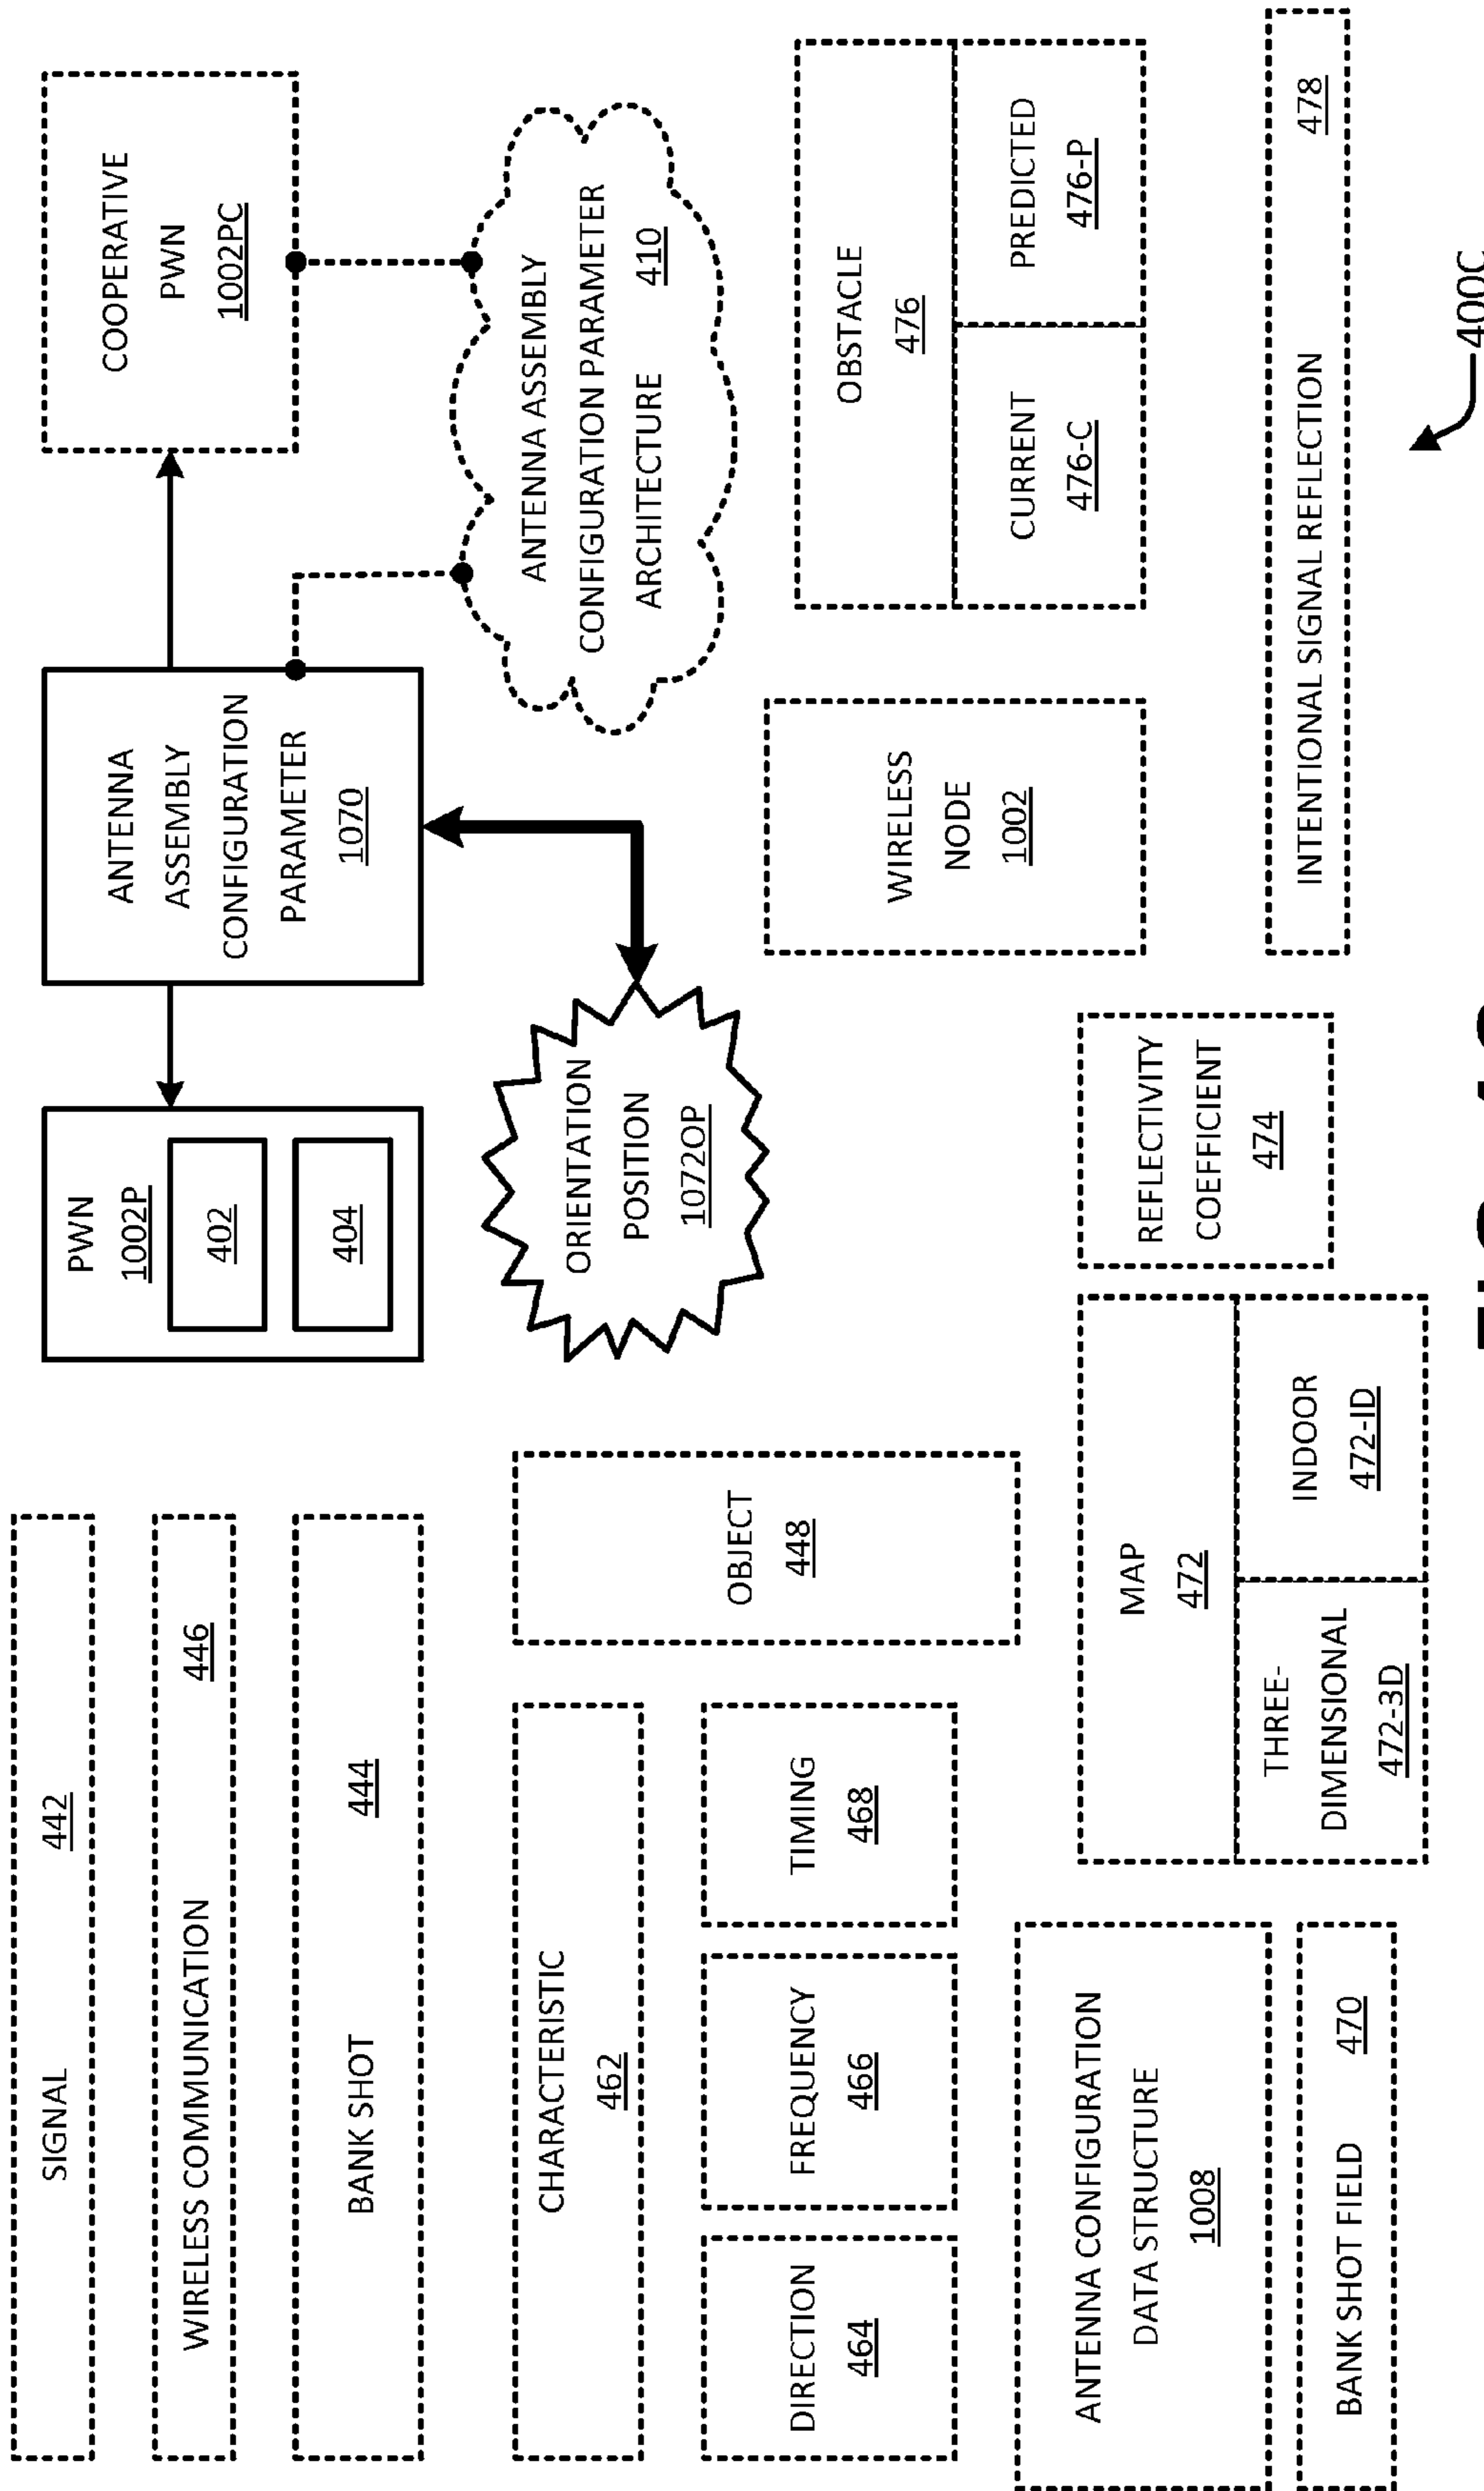 SIGNAL 442
WIRELESS COMMUNICATION 446
BANK SHOT 444
CHARACTERISTIC
462
DIRECTION
464
FREQUENCY
466
TIMING
468
ANTENNA CONFIGURATION
DATA STRUCTURE
1008
BANK SHOT FIELD 470
OBJECT
448
MAP
472
THREE-
DIMENSIONAL
472-3D
INDOOR
472-ID
PWN
1002P
402
404
ANTENNA
ASSEMBLY
CONFIGURATION
PARAMETER
1070
COOPERATIVE
PWN
1002PC
ORIENTATION
POSITION
1072OP
ANTENNA ASSEMBLY
CONFIGURATION PARAMETER
ARCHITECTURE 410
REFLECTIVITY
COEFFICIENT
474
WIRELESS
NODE
1002
OBSTACLE
476
CURRENT
476-C
PREDICTED
476-P
INTENTIONAL SIGNAL REFLECTION 478
400C